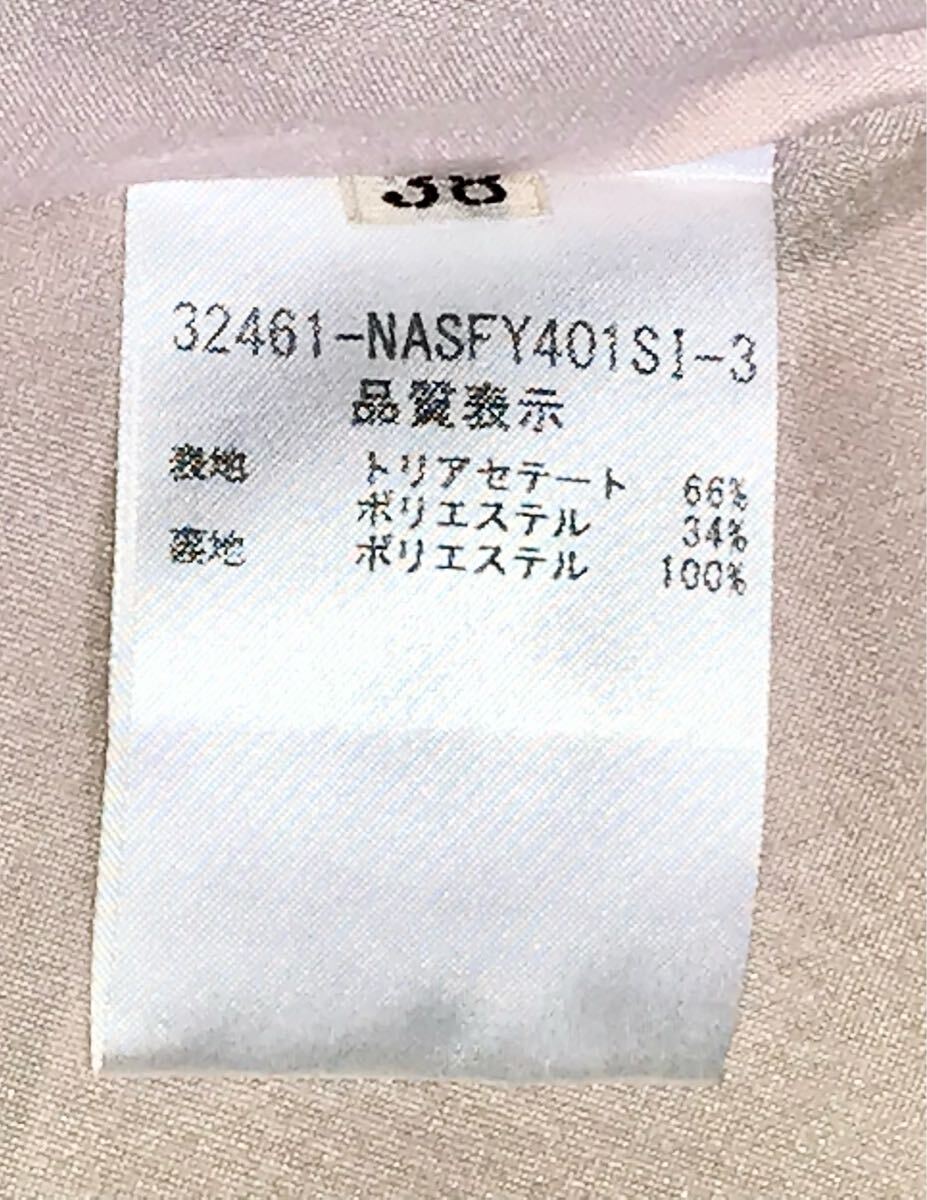 38
32461-NASFY401SI-3
品質表示
表地 トリアセテート 66%
ポリエステル 34%
裏地 ポリエステル 100%